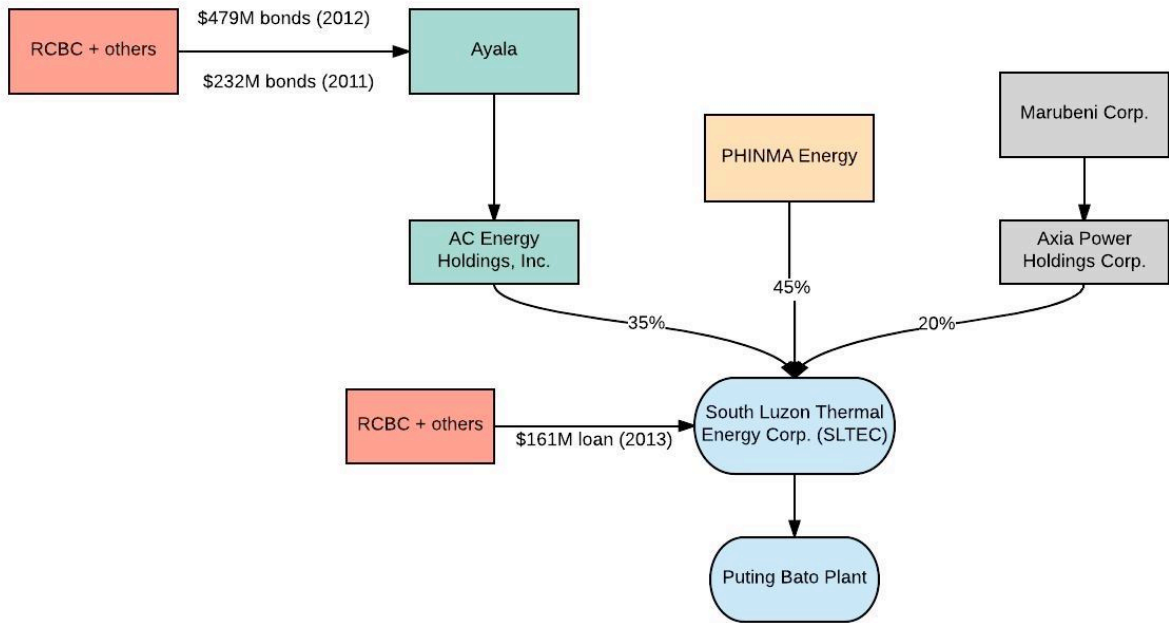 $479M bonds (2012)
RCBC + others
Ayala
$232M bonds (2011)
Marubeni Corp.
PHINMA Energy
AC Energy
Holdings, Inc.
Axia Power
Holdings Corp.
45%
35%
20%
South Luzon Thermal
Energy Corp. (SLTEC)
RCBC + others
$161M loan (2013)
Puting Bato Plant